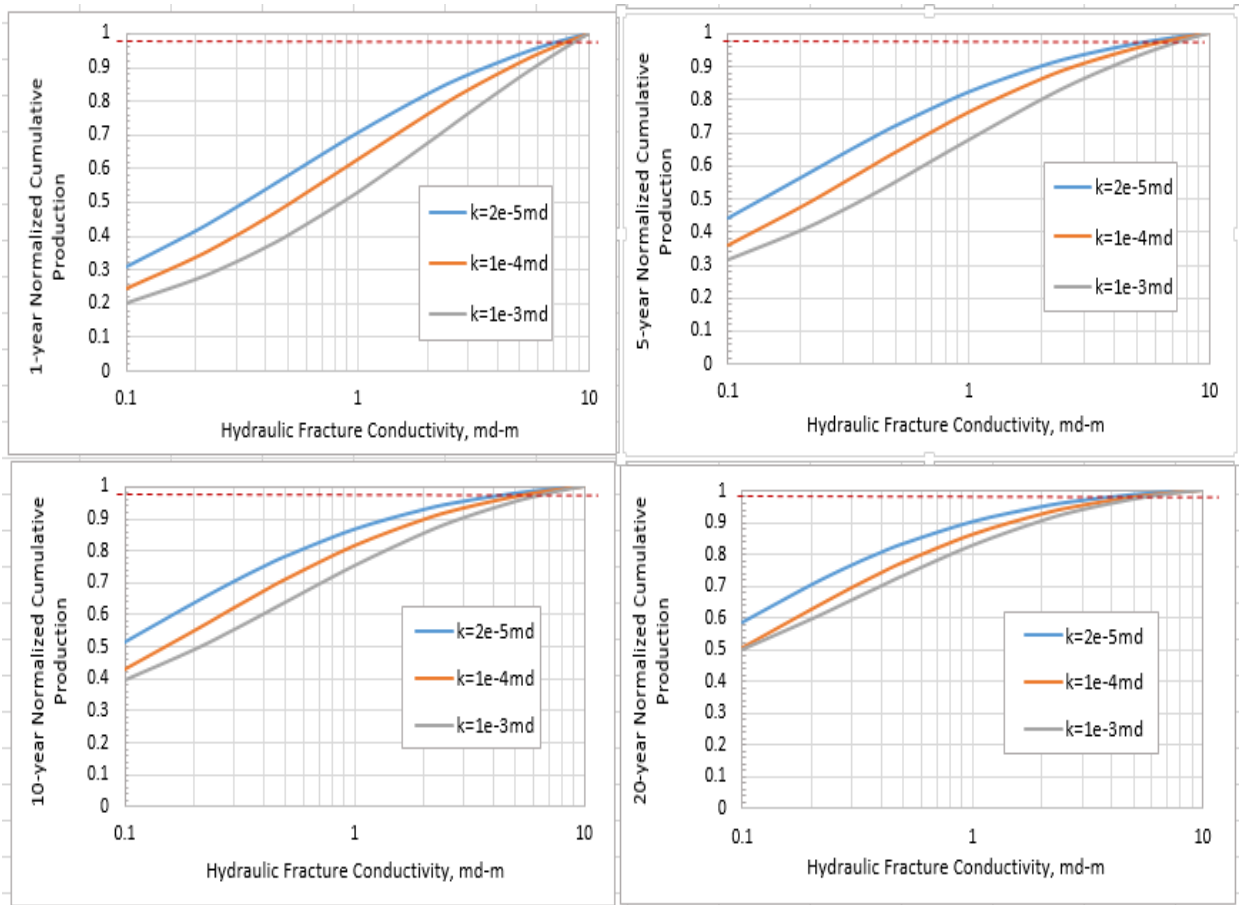 1-year Normalized Cumulative
Production
1
0.9
0.8
0.7
0.6
0.5
0.4
0.3
0.2
0.1
0
0.1
1
10
Hydraulic Fracture Conductivity, md-m
k=2e-5md
k=1e-4md
k=1e-3md
5-year Normalized Cumulative
Production
1
0.9
0.8
0.7
0.6
0.5
0.4
0.3
0.2
0.1
0
0.1
1
10
Hydraulic Fracture Conductivity, md-m
k=2e-5md
k=1e-4md
k=1e-3md
10-year Normalized Cumulative
Production
1
0.9
0.8
0.7
0.6
0.5
0.4
0.3
0.2
0.1
0
0.1
1
10
Hydraulic Fracture Conductivity, md-m
k=2e-5md
k=1e-4md
k=1e-3md
20-year Normalized Cumulative
Production
1
0.9
0.8
0.7
0.6
0.5
0.4
0.3
0.2
0.1
0
0.1
1
10
Hydraulic Fracture Conductivity, md-m
k=2e-5md
k=1e-4md
k=1e-3md